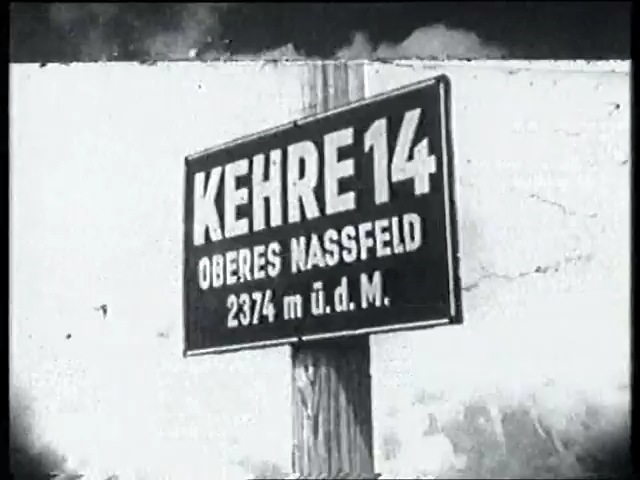 KEHRE 14
OBERES NASSFELD
2374 m ü. d. M.